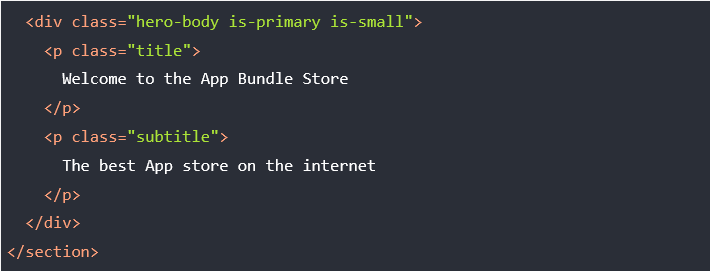 <div class="hero-body is-primary is-small">
<p class="title">
Welcome to the App Bundle Store
</p>
<p class="subtitle">
The best App store on the internet
</p>
</div>
</section>